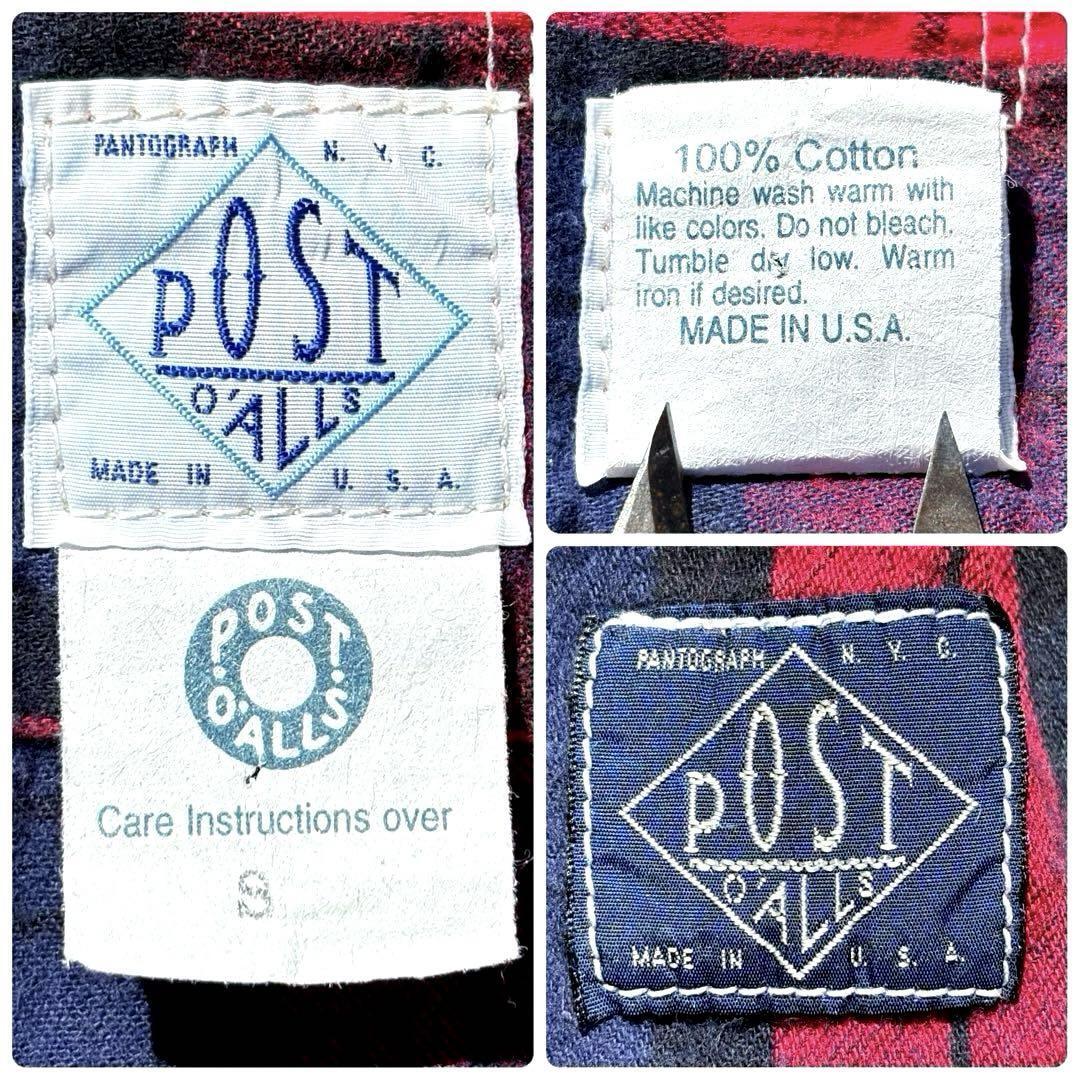 PANTOGRAPH N. Y. C.
POST
O'ALLS
MADE IN U. S. A.
POST.
O'ALLS.
Care Instructions over
S
100% Cotton
Machine wash warm with
like colors. Do not bleach.
Tumble dry low. Warm
iron if desired.
MADE IN U.S.A.
PANTOGRAPH N. Y. C.
POST
O'ALLS
MADE IN U. S. A.